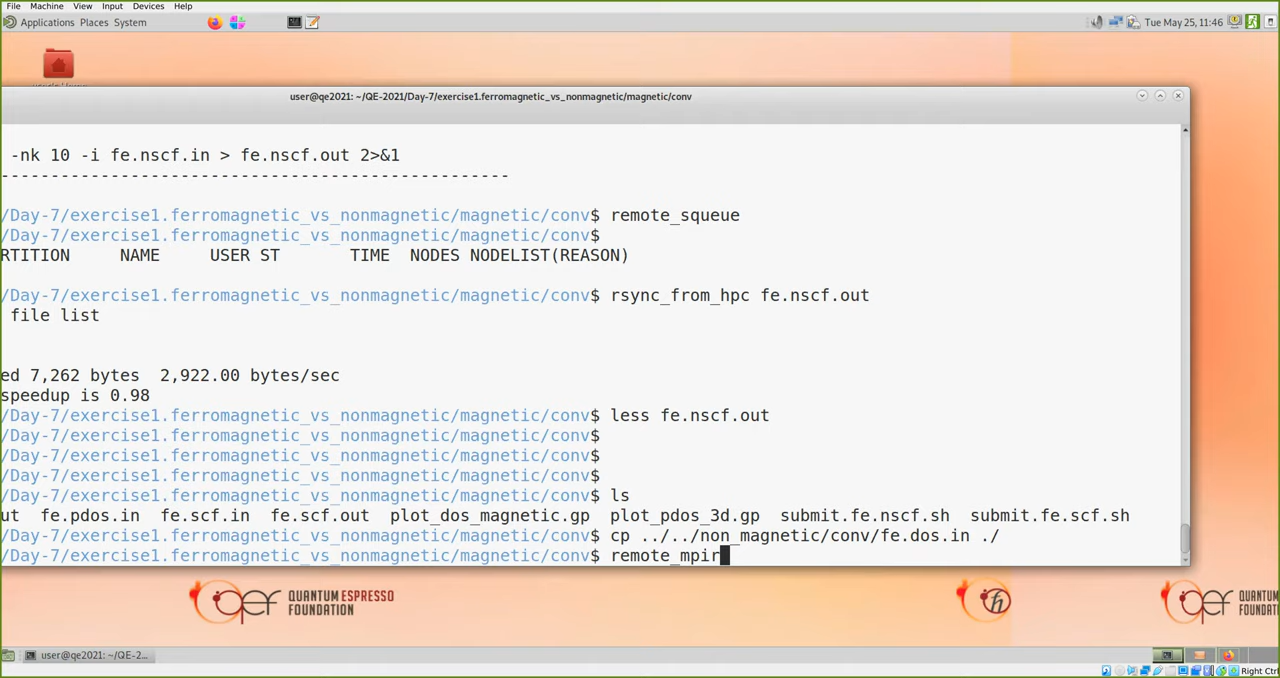 File Machine View Input Devices Help
Applications Places System
Tue May 25, 11:46
user@qe2021: ~/QE-2021/Day-7/exercise1.ferromagnetic_vs_nonmagnetic/magnetic/conv
-nk 10 -i fe.nscf.in > fe.nscf.out 2>&1
---------------------------------------------------
/Day-7/exercise1.ferromagnetic_vs_nonmagnetic/magnetic/conv$ remote_squeue
/Day-7/exercise1.ferromagnetic_vs_nonmagnetic/magnetic/conv$
RTITION NAME USER ST TIME NODES NODELIST(REASON)
/Day-7/exercise1.ferromagnetic_vs_nonmagnetic/magnetic/conv$ rsync_from_hpc fe.nscf.out
file list
ed 7,262 bytes 2,922.00 bytes/sec
speedup is 0.98
/Day-7/exercise1.ferromagnetic_vs_nonmagnetic/magnetic/conv$ less fe.nscf.out
/Day-7/exercise1.ferromagnetic_vs_nonmagnetic/magnetic/conv$
/Day-7/exercise1.ferromagnetic_vs_nonmagnetic/magnetic/conv$
/Day-7/exercise1.ferromagnetic_vs_nonmagnetic/magnetic/conv$
/Day-7/exercise1.ferromagnetic_vs_nonmagnetic/magnetic/conv$ ls
ut fe.pdos.in fe.scf.in fe.scf.out plot_dos_magnetic.gp plot_pdos_3d.gp submit.fe.nscf.sh submit.fe.scf.sh
/Day-7/exercise1.ferromagnetic_vs_nonmagnetic/magnetic/conv$ cp ../../non_magnetic/conv/fe.dos.in ./
/Day-7/exercise1.ferromagnetic_vs_nonmagnetic/magnetic/conv$ remote_mpir
QUANTUM ESPRESSO
FOUNDATION
QUANTUM
FOUNDAT
user@qe2021: ~/QE-2...
Right Ctrl